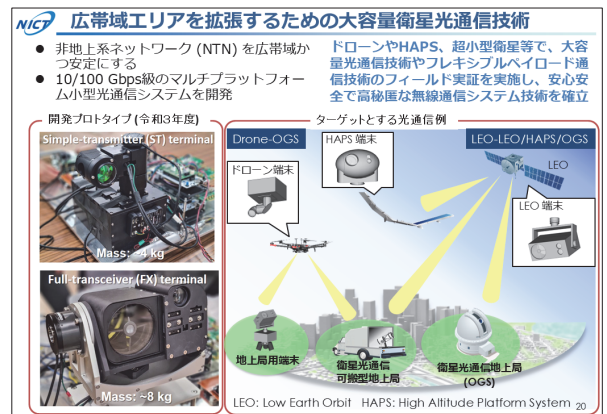 NICT 広帯域エリアを拡張するための大容量衛星光通信技術
● 非地上系ネットワーク (NTN) を広帯域か
つ安定にする
● 10/100 Gbps級のマルチプラットフォー
ム小型光通信システムを開発
ドローンやHAPS、超小型衛星等で、大容
量光通信技術やフレキシブルペイロード通
信技術のフィールド実証を実施し、安心安
全で高秘匿な無線通信システム技術を確立
開発プロトタイプ (令和3年度)
Simple-transmitter (ST) terminal
Mass: ~4 kg
Full-transceiver (FX) terminal
Mass: ~8 kg
ターゲットとする光通信例
Drone-OGS
HAPS 端末
LEO-LEO/HAPS/OGS
ドローン端末
LEO
LEO 端末
地上局用端末
衛星光通信
可搬型地上局
衛星光通信地上局
(OGS)
LEO: Low Earth Orbit HAPS: High Altitude Platform System
20